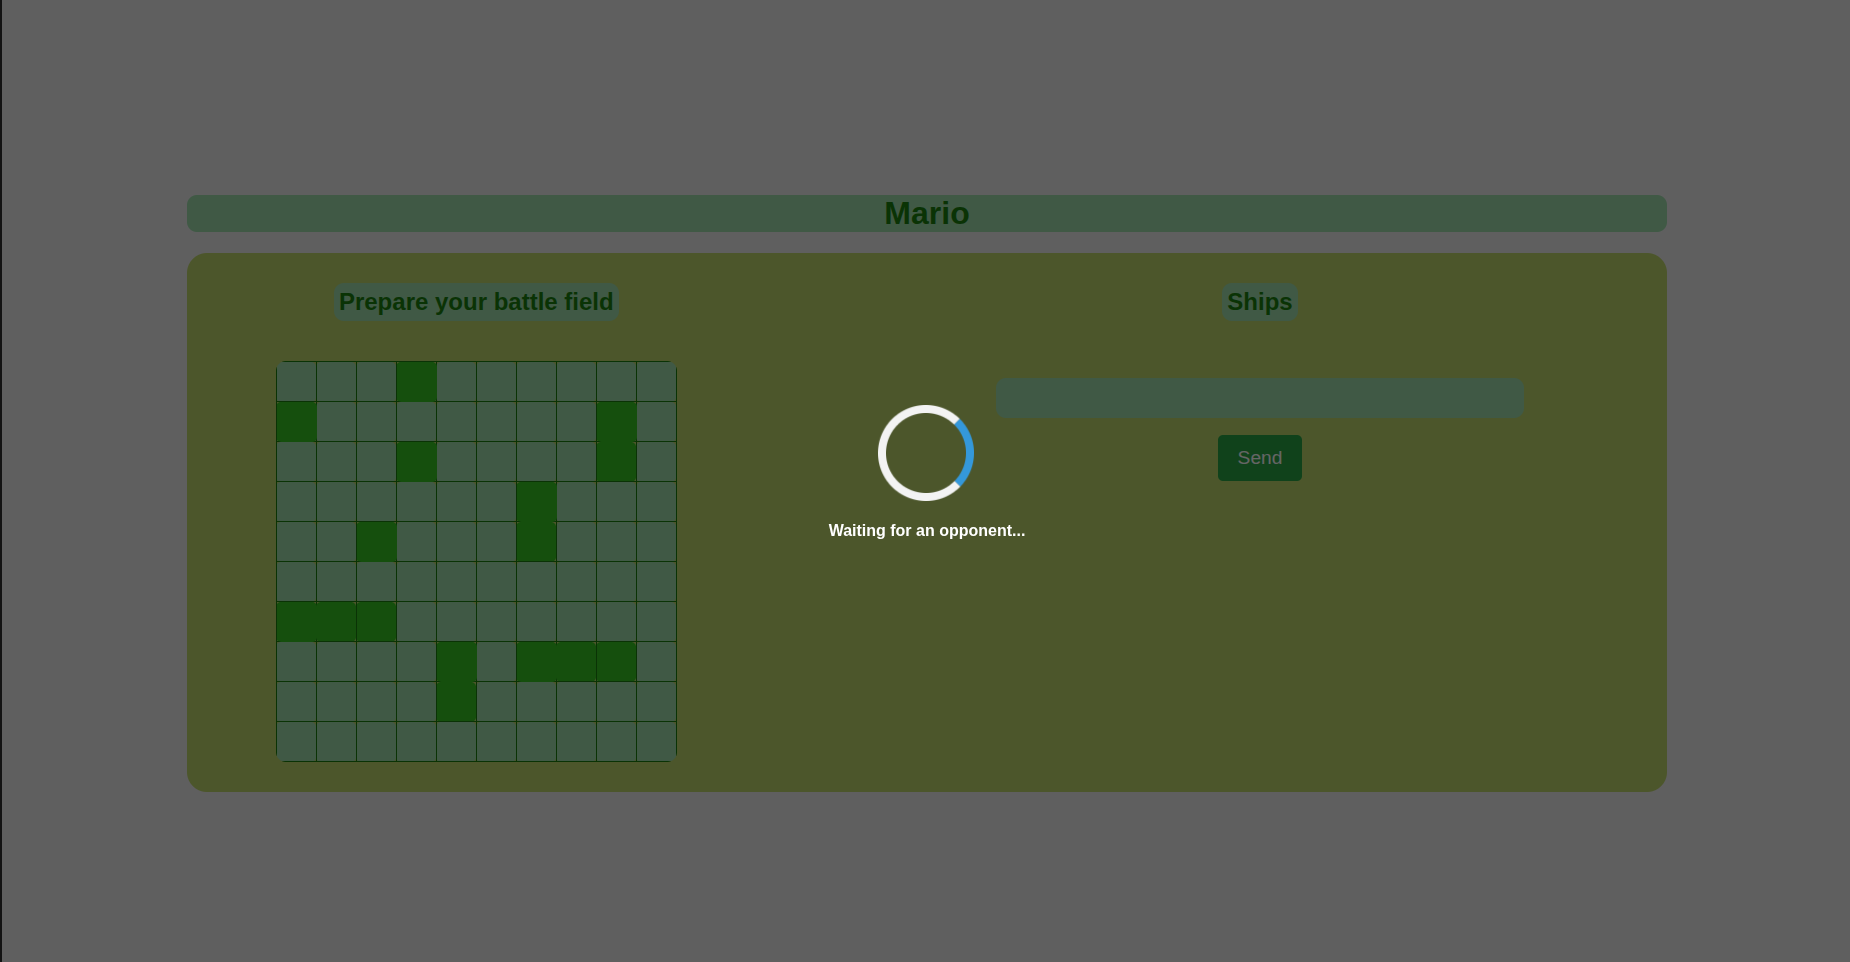 Mario
Prepare your battle field
Ships
Send
Waiting for an opponent...